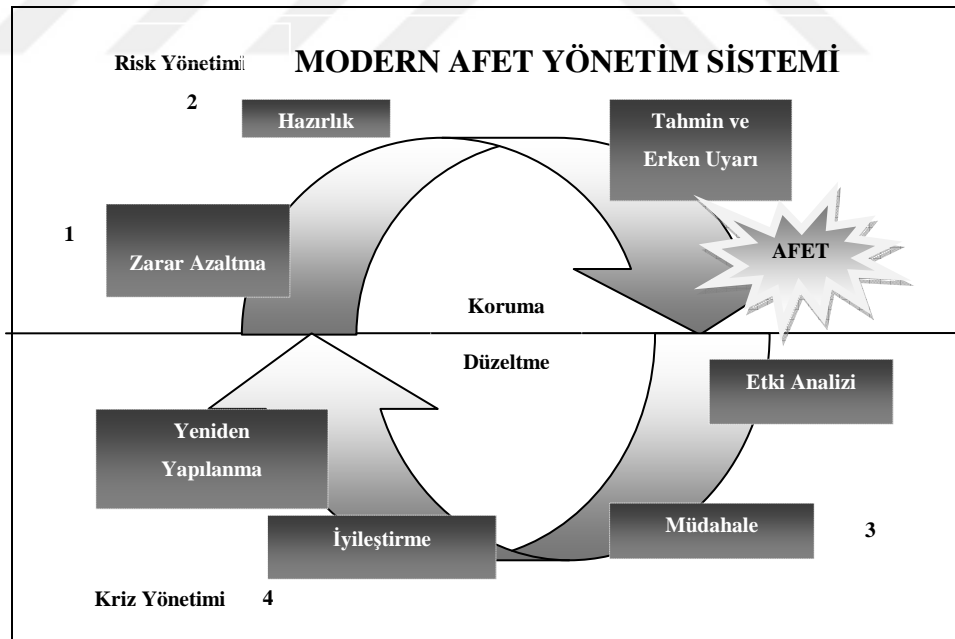 Risk Yönetimi
MODERN AFET YÖNETİM SİSTEMİ
2
Hazırlık
Tahmin ve
Erken Uyarı
1
Zarar Azaltma
AFET
Koruma
Düzeltme
Etki Analizi
Yeniden
Yapılanma
İyileştirme
Müdahale
3
Kriz Yönetimi
4